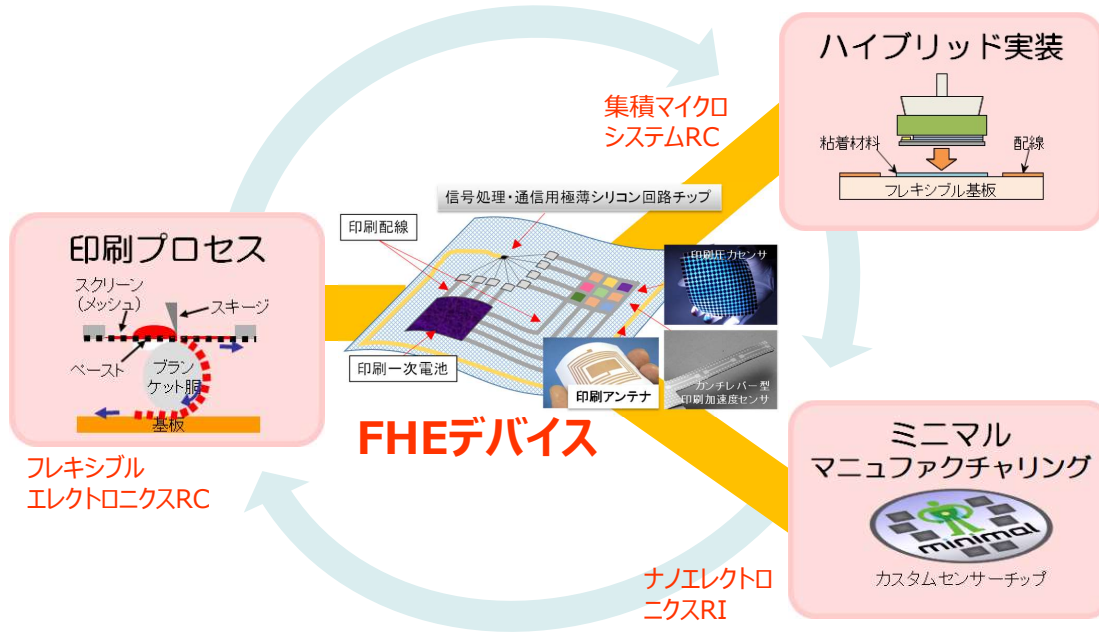 ハイブリッド実装
粘着材料
配線
フレキシブル基板
集積マイクロ
システムRC
信号処理・通信用極薄シリコン回路チップ
印刷配線
印刷圧力センサ
印刷一次電池
印刷アンテナ
カンチレバー型
印刷加速度センサ
FHEデバイス
印刷プロセス
スクリーン
(メッシュ)
スキージ
ペースト
ブラン
ケット胴
基板
フレキシブル
エレクトロニクスRC
ミニマル
マニュファクチャリング
minimal
カスタムセンサーチップ
ナノエレクトロ
ニクスRI